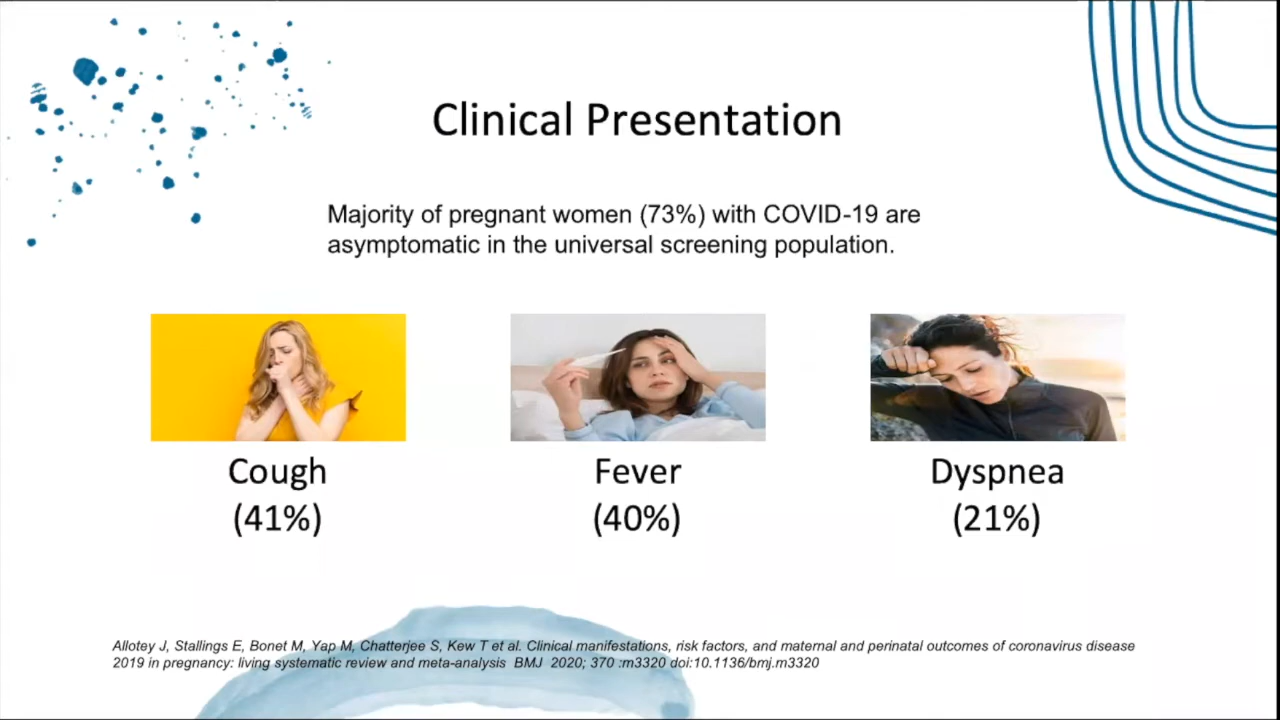 Clinical Presentation
Majority of pregnant women (73%) with COVID-19 are
asymptomatic in the universal screening population.
Cough
(41%)
Fever
(40%)
Dyspnea
(21%)
Allotey J, Stallings E, Bonet M, Yap M, Chatterjee S, Kew T et al. Clinical manifestations, risk factors, and maternal and perinatal outcomes of coronavirus disease
2019 in pregnancy: living systematic review and meta-analysis BMJ 2020; 370 :m3320 doi:10.1136/bmj.m3320